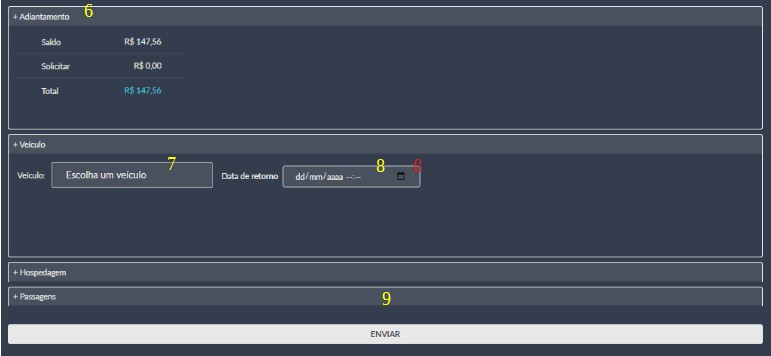 + Adiantamento 6
Saldo R$ 147,56
Solicitar R$ 0,00
Total R$ 147,56
+ Veículo
7 8 8
Veículo: Escolha um veículo Data de retorno dd/mm/aaaa --:--
+ Hospedagem
+ Passagens 9
ENVIAR